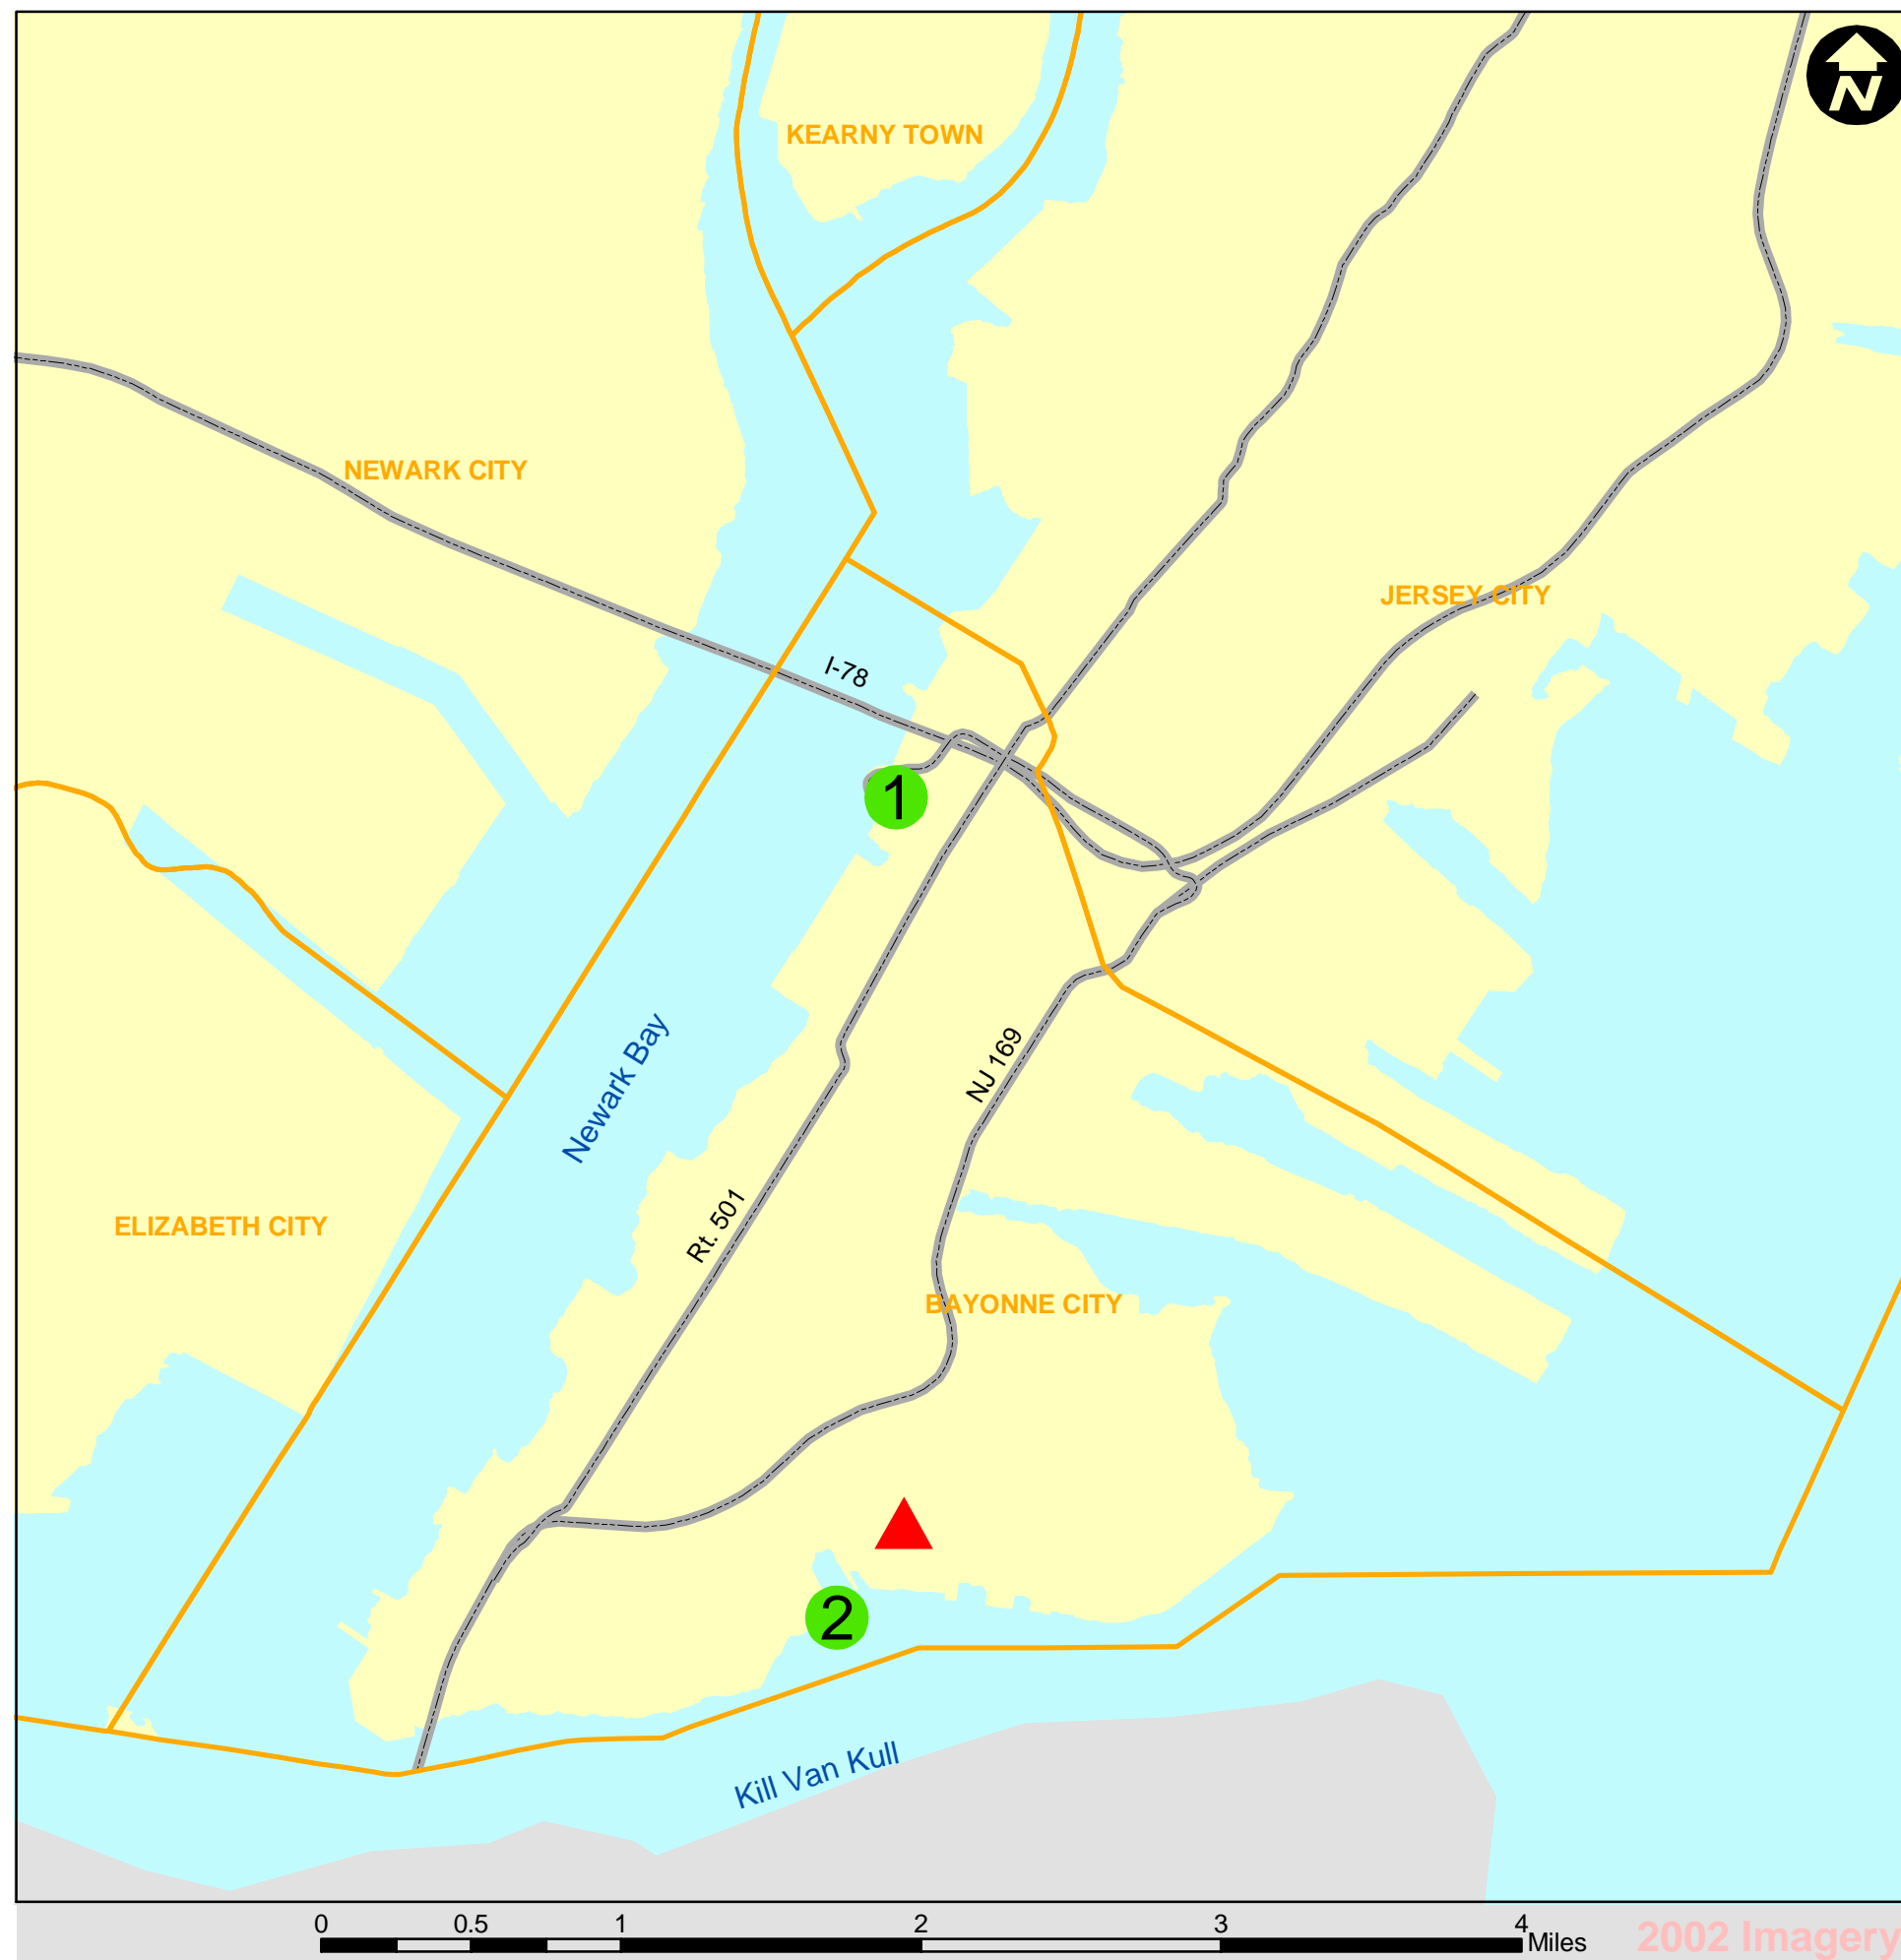 N
KEARNY TOWN
NEWARK CITY
JERSEY CITY
I-78
1
Newark Bay
NJ 169
Rt. 501
ELIZABETH CITY
BAYONNE CITY
2
Kill Van Kull
0 0.5 1 2 3 4
Miles
2002 Imagery